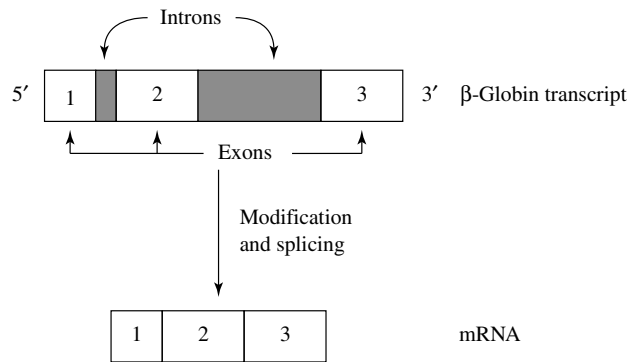 Introns
5′ 1 2 3 3′ β-Globin transcript
Exons
Modification
and splicing
1 2 3 mRNA